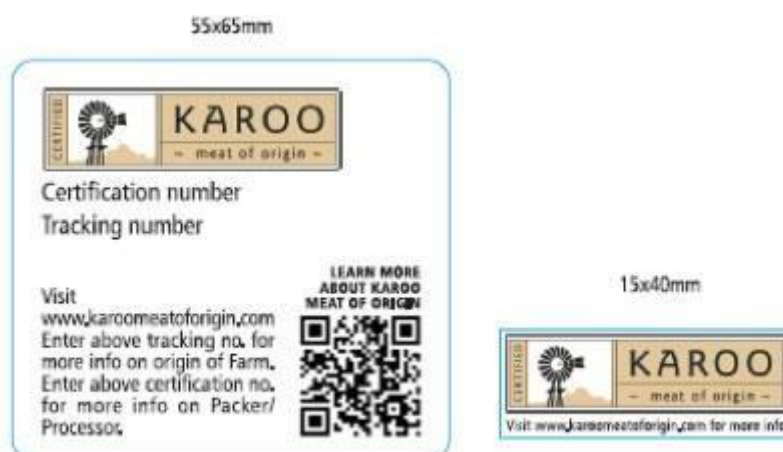 55x65mm
CERTIFIED
KAROO
~ meat of origin ~
Certification number
Tracking number
LEARN MORE
ABOUT KAROO
MEAT OF ORIGIN
Visit
www.karoomeatoforigin.com
Enter above tracking no. for
more info on origin of Farm.
Enter above certification no.
for more info on Packer/
Processor.
15x40mm
CERTIFIED
KAROO
~ meat of origin ~
Visit www.karoomeatoforigin.com for more info